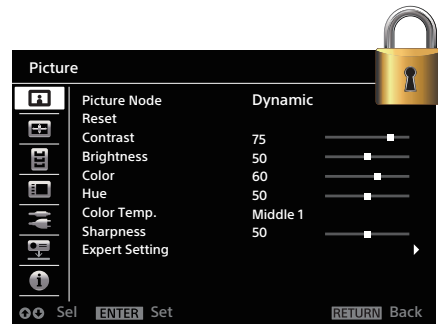 Picture
Picture Node Dynamic
Reset
Contrast 75
Brightness 50
Color 60
Hue 50
Color Temp. Middle 1
Sharpness 50
Expert Setting
Sel ENTER Set RETURN Back